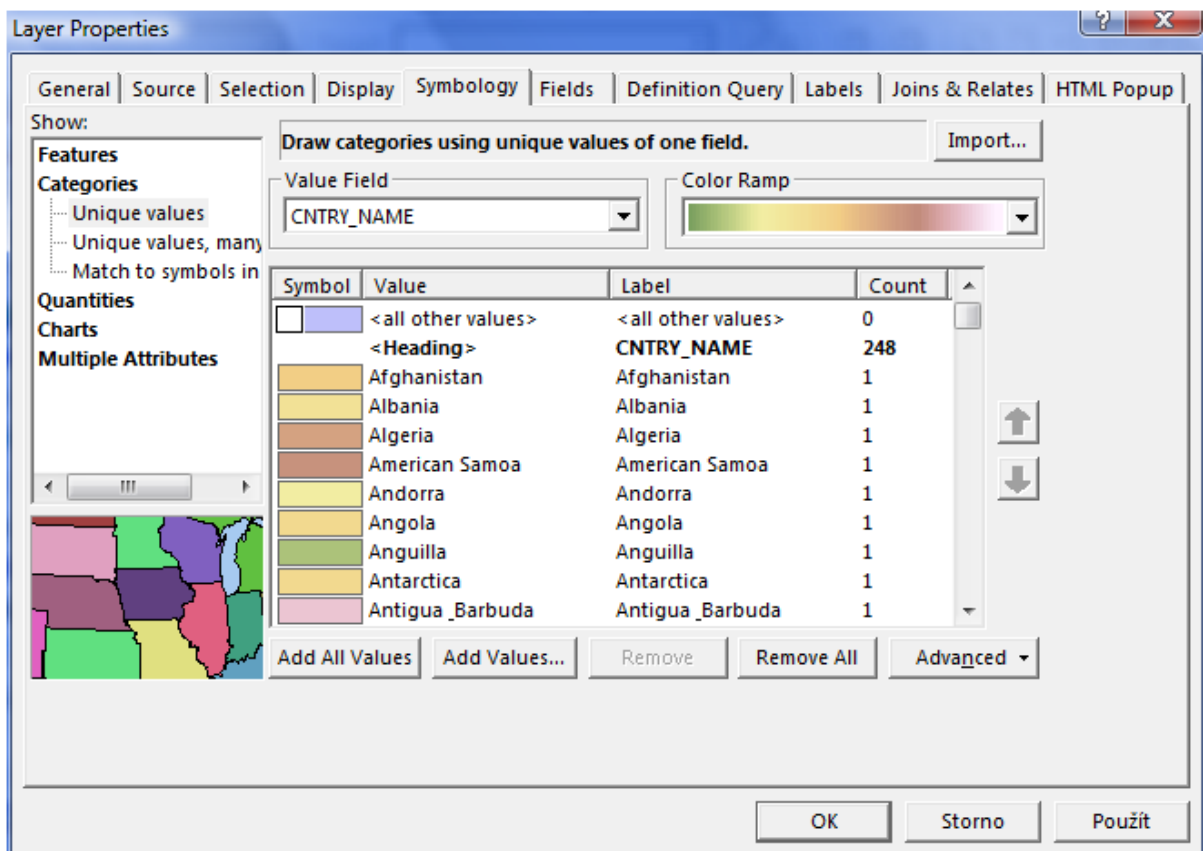 Layer Properties
General Source Selection Display Symbology Fields Definition Query Labels Joins & Relates HTML Popup
Show:
Features
Categories
Unique values
Unique values, many
Match to symbols in
Quantities
Charts
Multiple Attributes
Draw categories using unique values of one field.
Import...
Value Field
CNTRY_NAME
Color Ramp
Symbol Value Label Count
<all other values> <all other values> 0
<Heading> CNTRY_NAME 248
Afghanistan Afghanistan 1
Albania Albania 1
Algeria Algeria 1
American Samoa American Samoa 1
Andorra Andorra 1
Angola Angola 1
Anguilla Anguilla 1
Antarctica Antarctica 1
Antigua _Barbuda Antigua _Barbuda 1
Add All Values Add Values... Remove Remove All Advanced
OK Storno Použít